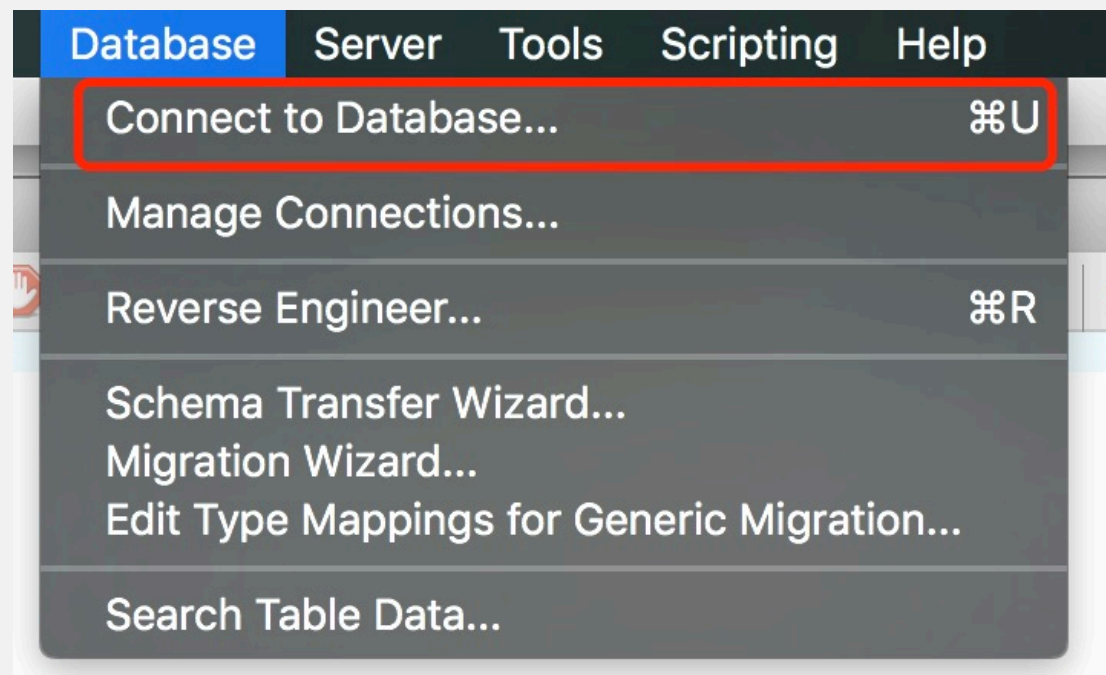 Database Server Tools Scripting Help
Connect to Database... ⌘U
Manage Connections...
Reverse Engineer... ⌘R
Schema Transfer Wizard...
Migration Wizard...
Edit Type Mappings for Generic Migration...
Search Table Data...